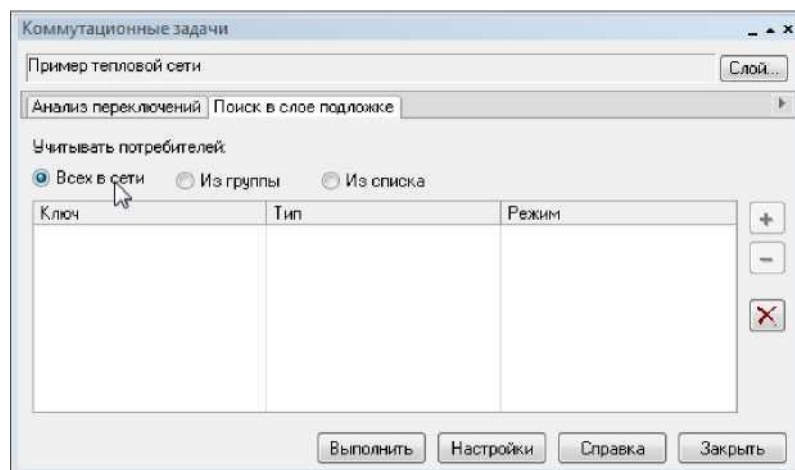 Коммутационные задачи
Пример тепловой сети Слой...
Анализ переключений Поиск в слое подложке
Учитывать потребителей:
Всех в сети Из группы Из списка
Ключ Тип Режим
Выполнить Настройки Справка Закрыть